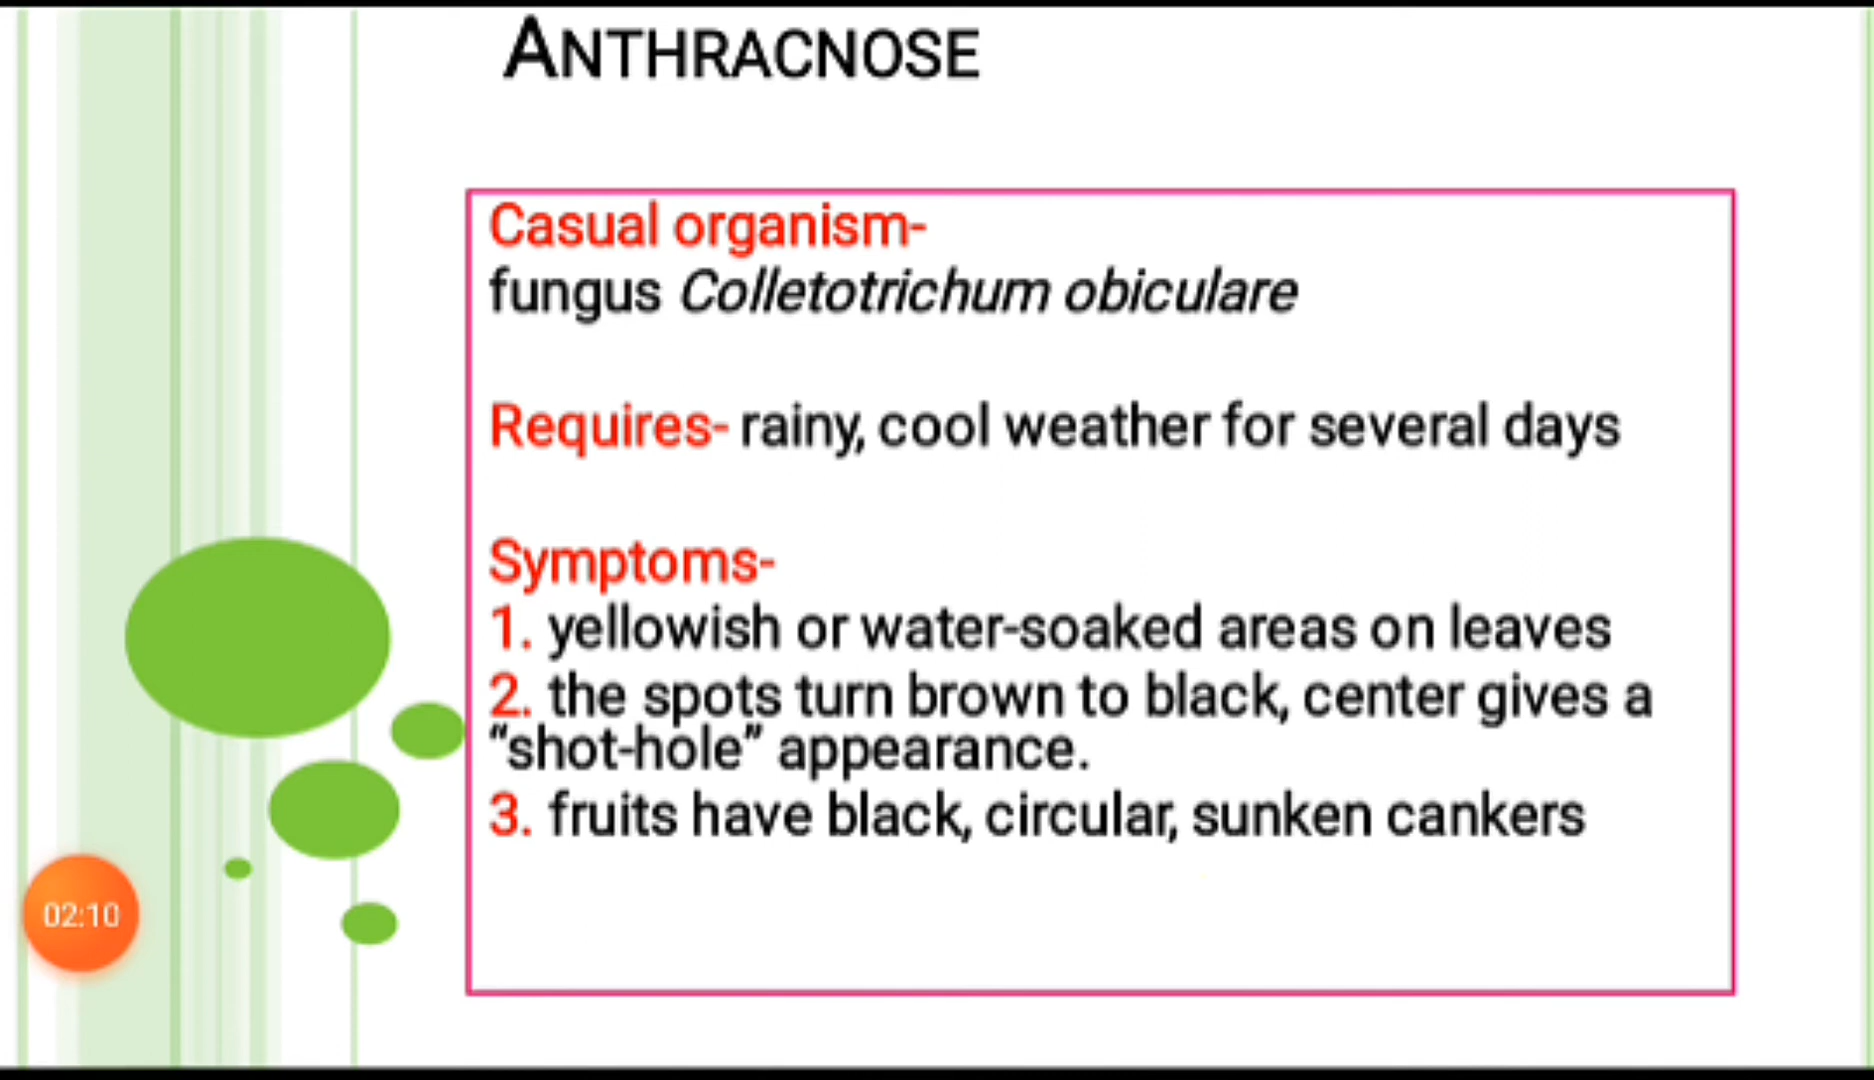 ANTHRACNOSE
Casual organism-
fungus Colletotrichum obiculare
Requires- rainy, cool weather for several days
Symptoms-
1. yellowish or water-soaked areas on leaves
2. the spots turn brown to black, center gives a
“shot-hole” appearance.
3. fruits have black, circular, sunken cankers
02:10